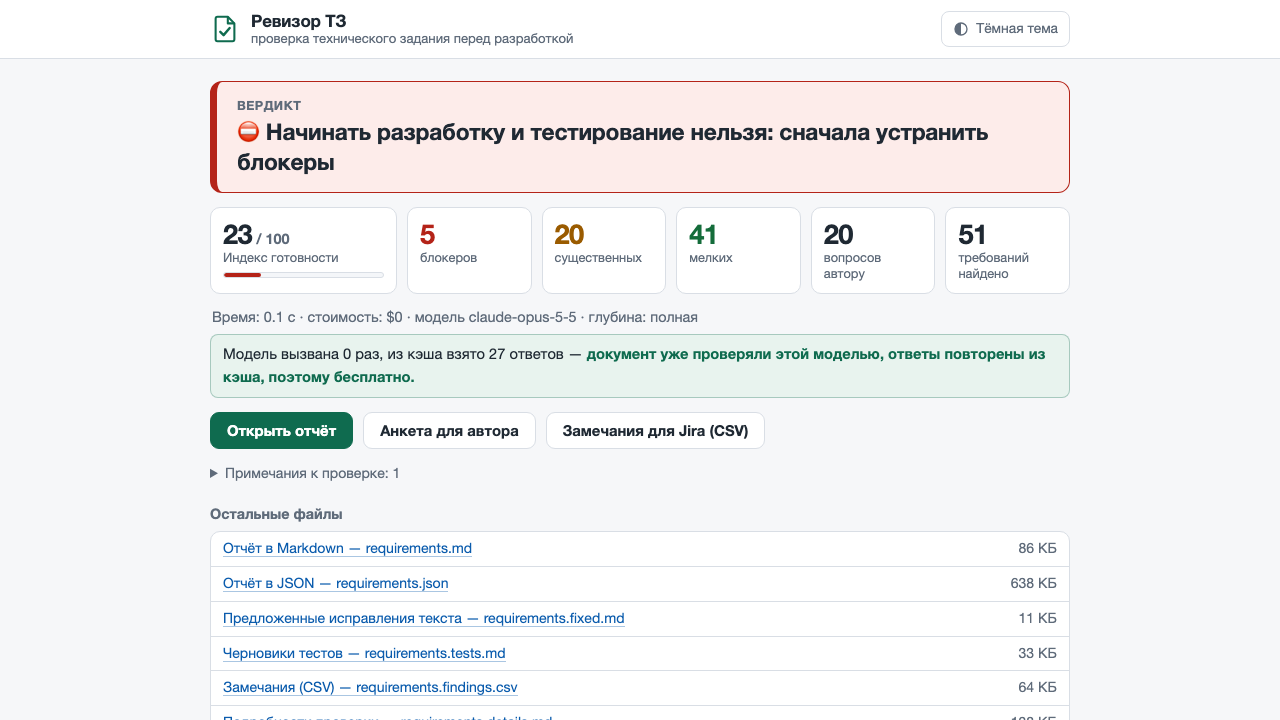 Ревизор ТЗ
проверка технического задания перед разработкой
Тёмная тема
ВЕРДИКТ
⛔ Начинать разработку и тестирование нельзя: сначала устранить
блокеры
23 / 100
Индекс готовности
5
блокеров
20
существенных
41
мелких
20
вопросов
автору
51
требований
найдено
Время: 0.1 с · стоимость: $0 · модель claude-opus-5-5 · глубина: полная
Модель вызвана 0 раз, из кэша взято 27 ответов — документ уже проверяли этой моделью, ответы повторены из
кэша, поэтому бесплатно.
Открыть отчёт
Анкета для автора
Замечания для Jira (CSV)
▶ Примечания к проверке: 1
Остальные файлы
Отчёт в Markdown — requirements.md 86 КБ
Отчёт в JSON — requirements.json 638 КБ
Предложенные исправления текста — requirements.fixed.md 11 КБ
Черновики тестов — requirements.tests.md 33 КБ
Замечания (CSV) — requirements.findings.csv 64 КБ